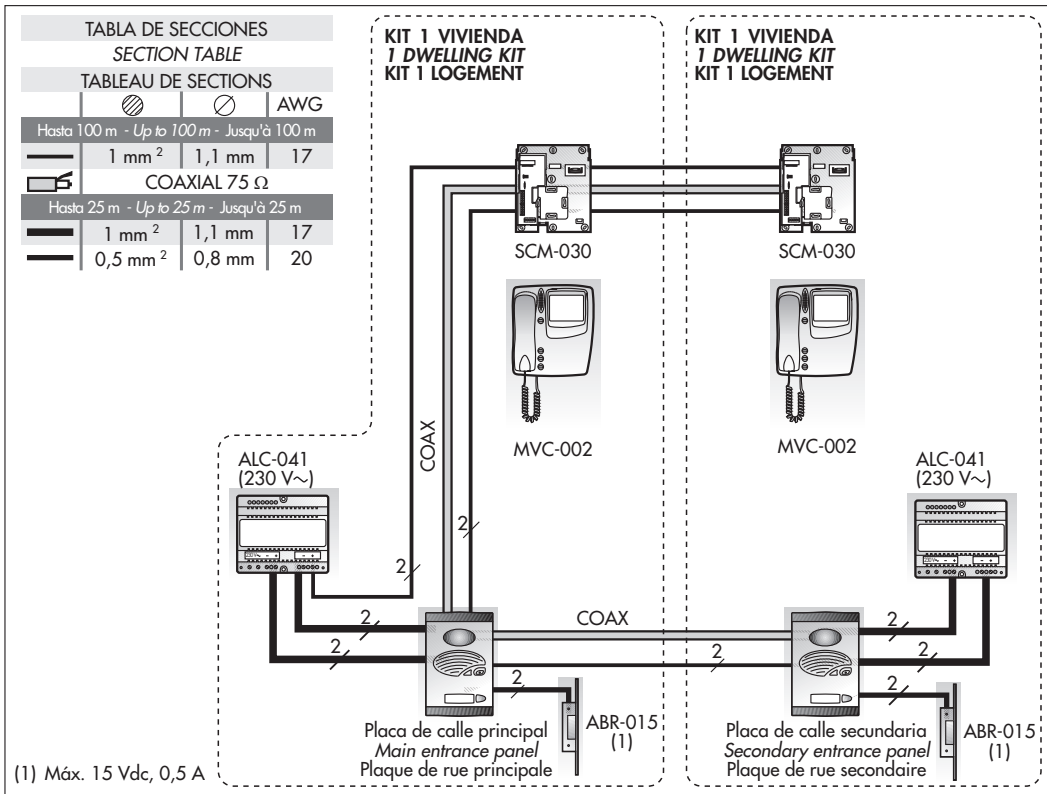 TABLA DE SECCIONES
SECTION TABLE
TABLEAU DE SECTIONS
AWG
Hasta 100 m - Up to 100 m - Jusqu'à 100 m
1 mm ² 1,1 mm 17
COAXIAL 75 Ω
Hasta 25 m - Up to 25 m - Jusqu'à 25 m
1 mm ² 1,1 mm 17
0,5 mm ² 0,8 mm 20
KIT 1 VIVIENDA
1 DWELLING KIT
KIT 1 LOGEMENT
KIT 1 VIVIENDA
1 DWELLING KIT
KIT 1 LOGEMENT
SCM-030
SCM-030
MVC-002
MVC-002
COAX
ALC-041
(230 V~)
ALC-041
(230 V~)
230 V~ - +
- +
230 V~ - +
- +
2
2
2
2
COAX
2
2
2
2
2
2
Placa de calle principal
Main entrance panel
Plaque de rue principale
ABR-015
(1)
Placa de calle secundaria
Secondary entrance panel
Plaque de rue secondaire
ABR-015
(1)
(1) Máx. 15 Vdc, 0,5 A